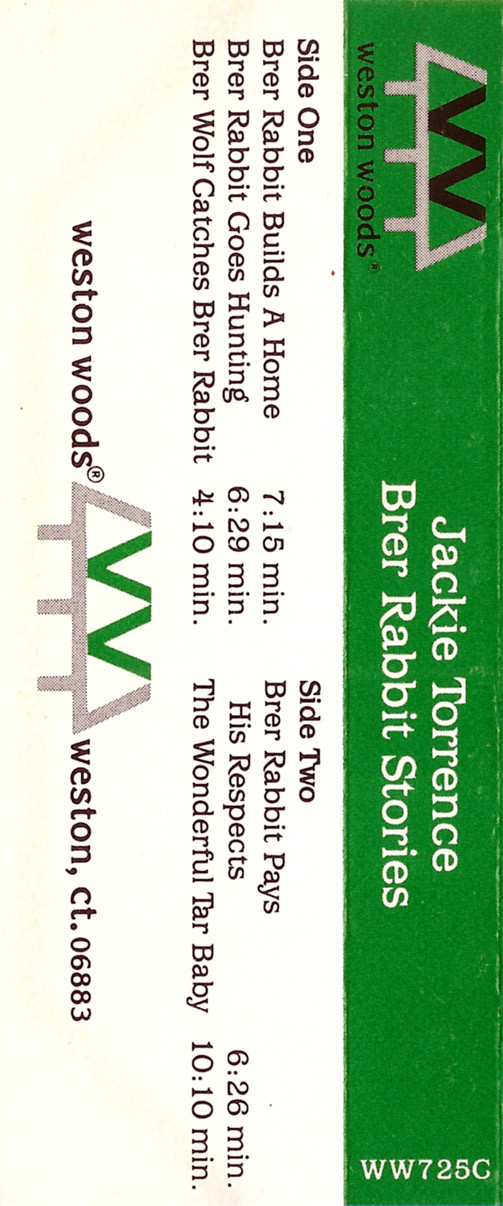 weston woods®
Jackie Torrence
Brer Rabbit Stories
WW725C
Side One
Brer Rabbit Builds A Home 7:15 min.
Brer Rabbit Goes Hunting 6:29 min.
Brer Wolf Catches Brer Rabbit 4:10 min.
Side Two
Brer Rabbit Pays
His Respects 6:26 min.
The Wonderful Tar Baby 10:10 min.
weston woods® weston, ct. 06883